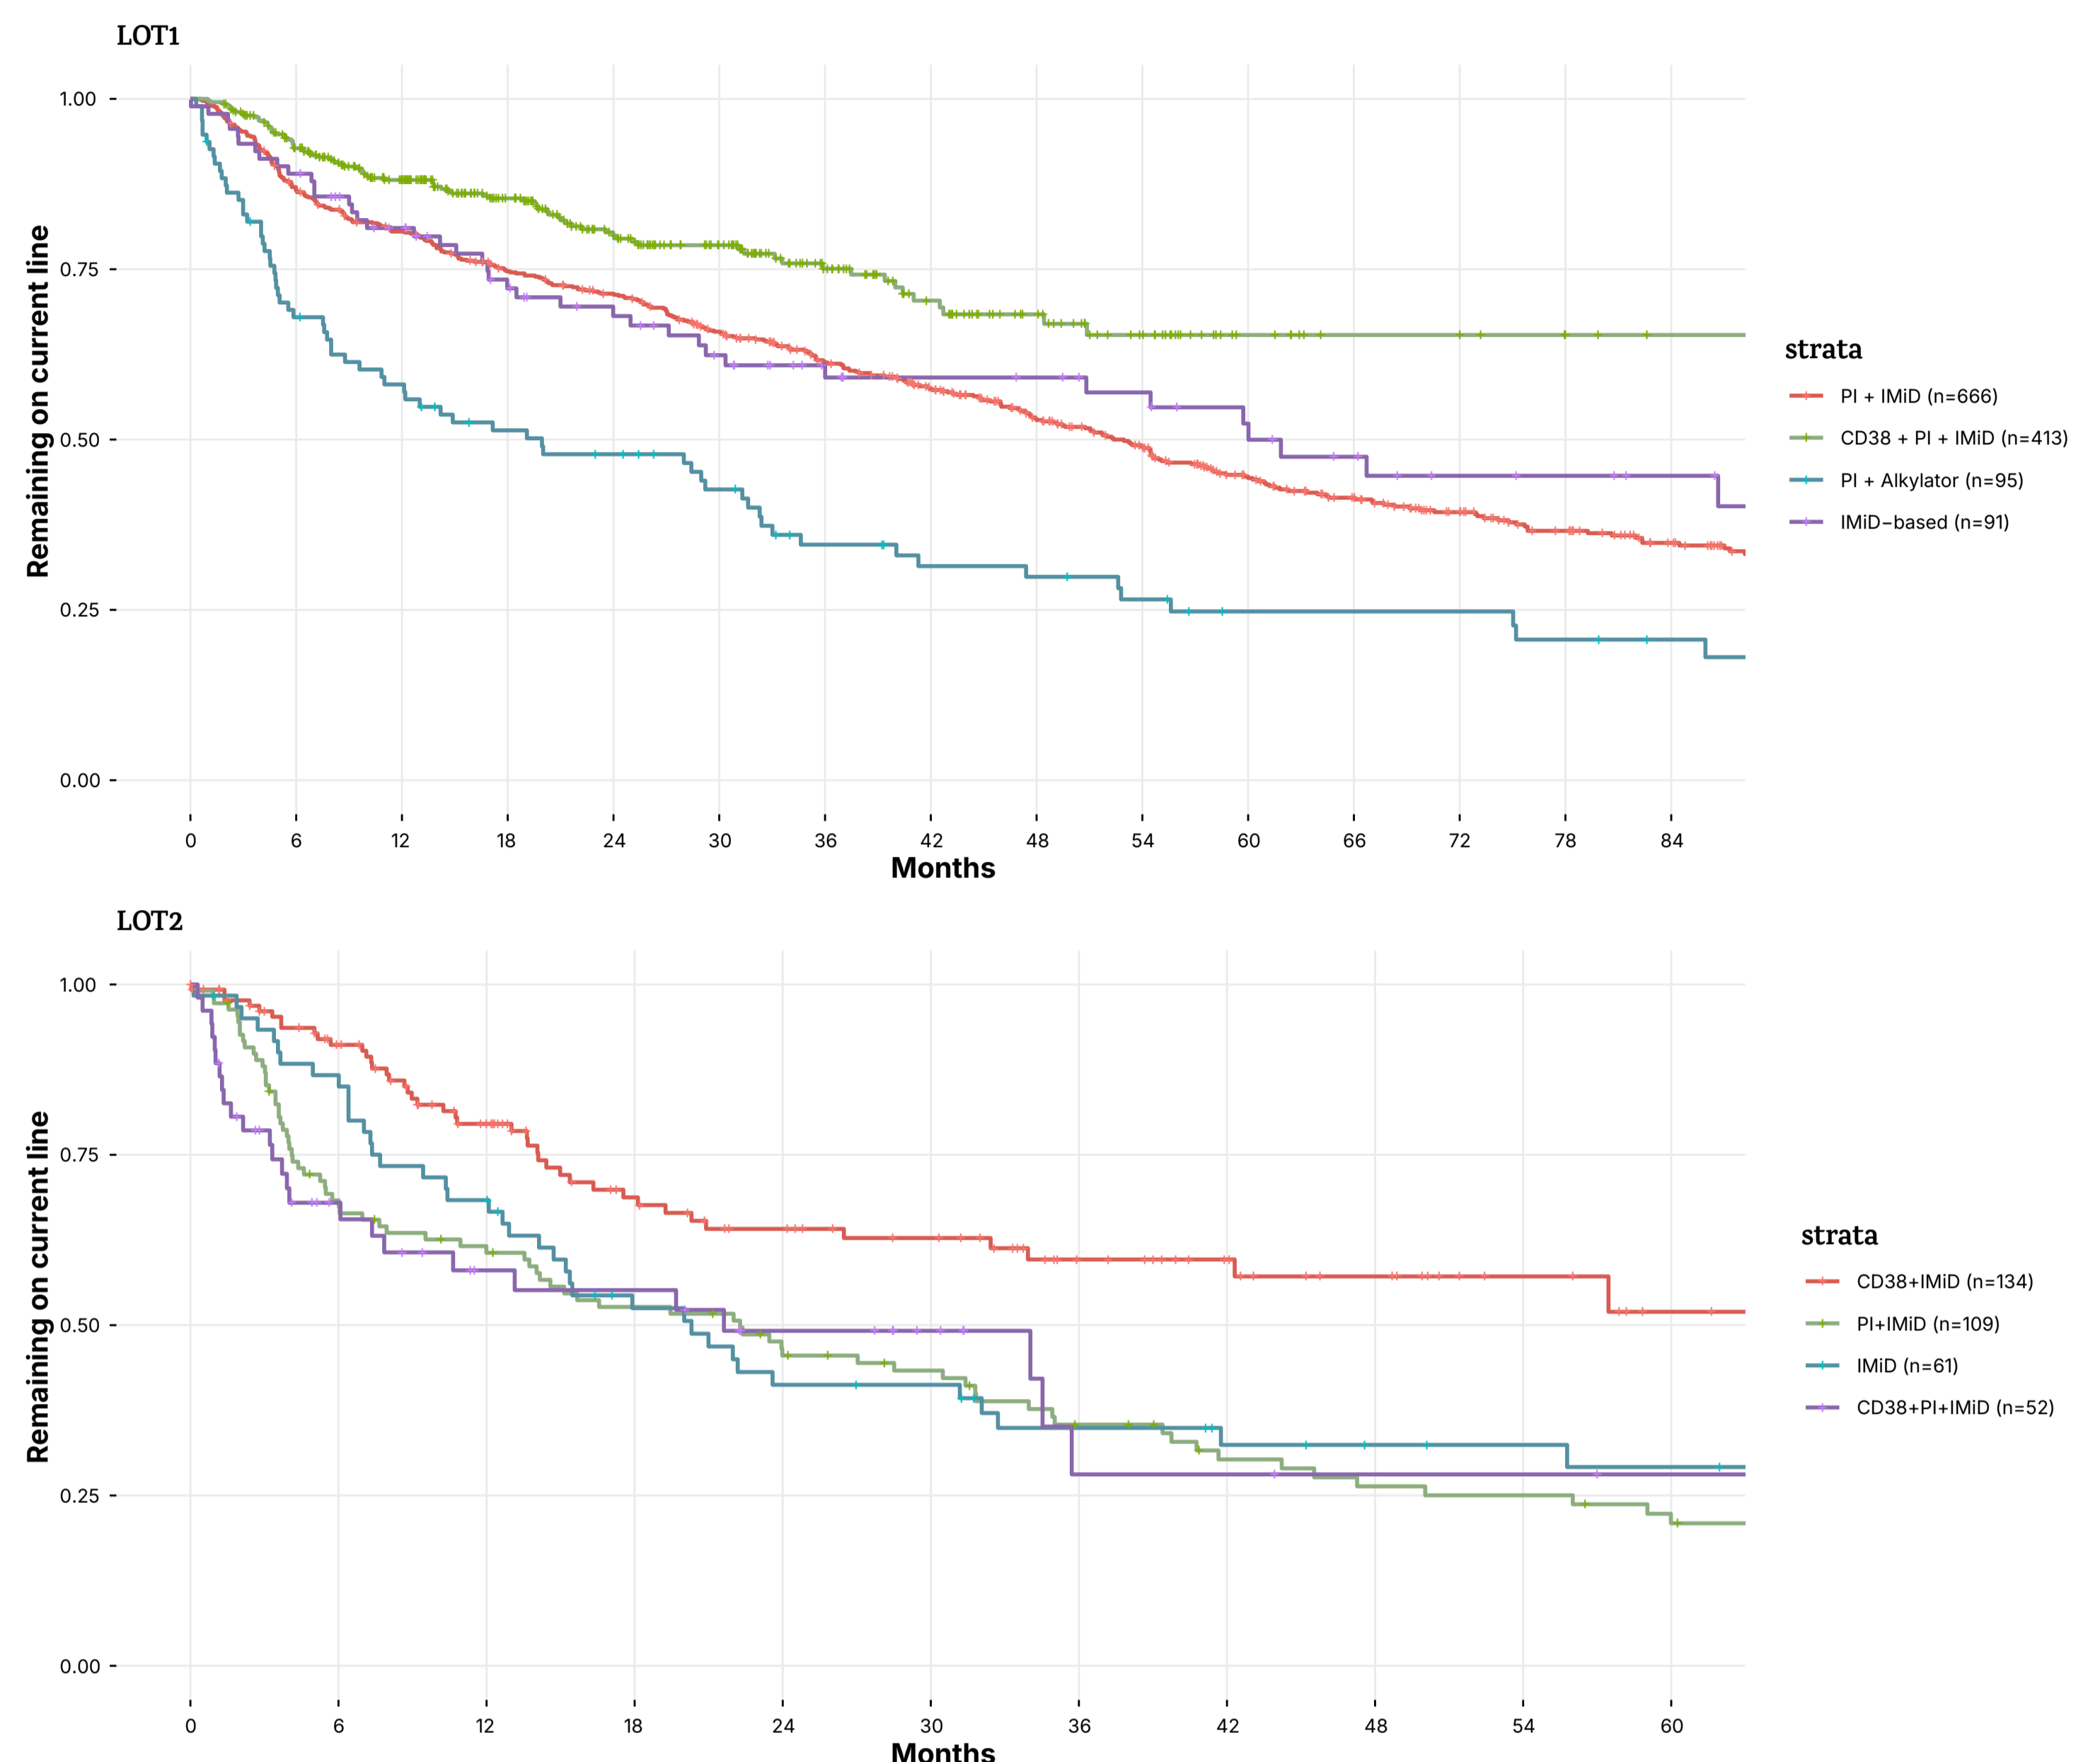 LOT1
Remaining on current line
1.00
0.75
0.50
0.25
0.00
0 6 12 18 24 30 36 42 48 54 60 66 72 78 84
Months
strata
PI + IMiD (n=666)
CD38 + PI + IMiD (n=413)
PI + Alkylator (n=95)
IMiD−based (n=91)
LOT2
Remaining on current line
1.00
0.75
0.50
0.25
0.00
0 6 12 18 24 30 36 42 48 54 60
Months
strata
CD38+IMiD (n=134)
PI+IMiD (n=109)
IMiD (n=61)
CD38+PI+IMiD (n=52)